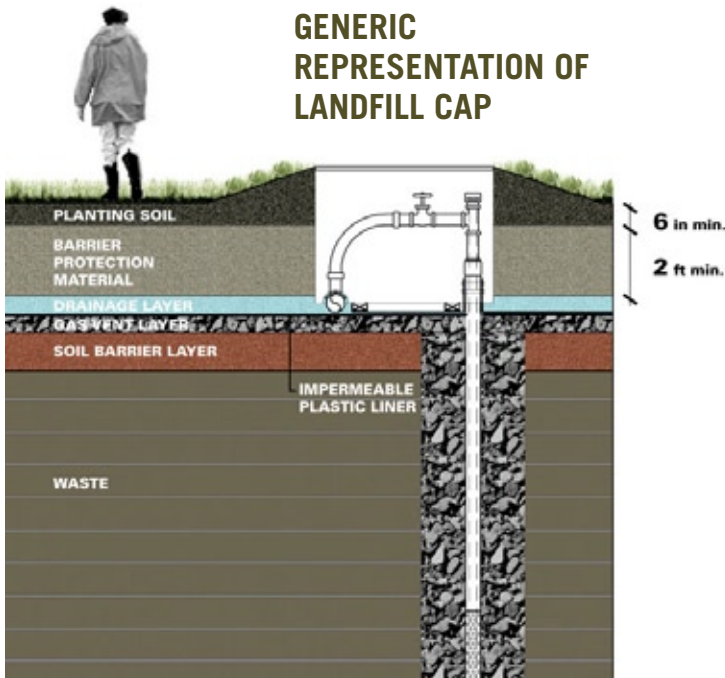 GENERIC
REPRESENTATION OF
LANDFILL CAP
PLANTING SOIL
6 in min.
BARRIER
PROTECTION
MATERIAL
2 ft min.
DRAINAGE LAYER
GAS VENT LAYER
SOIL BARRIER LAYER
IMPERMEABLE
PLASTIC LINER
WASTE